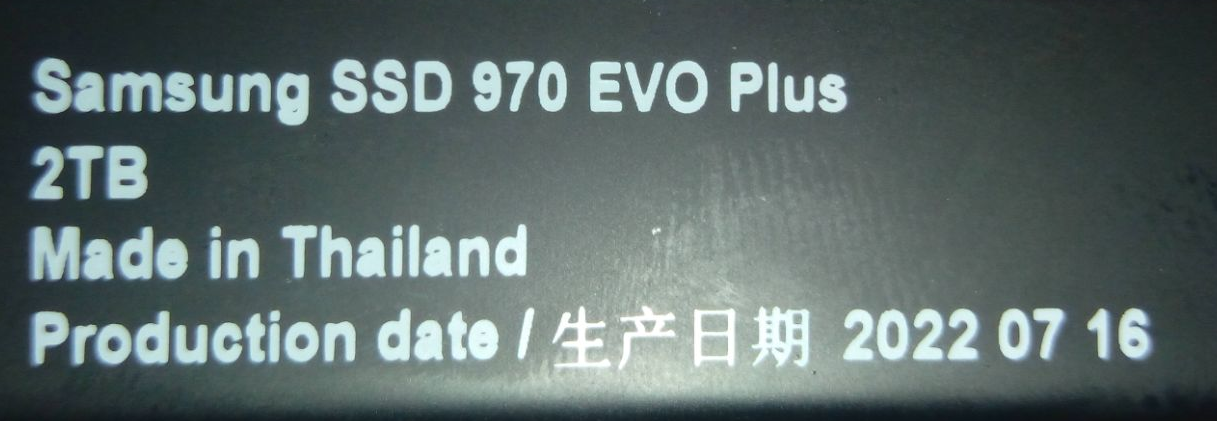 Samsung SSD 970 EVO Plus
2TB
Made in Thailand
Production date / 生产日期 2022 07 16